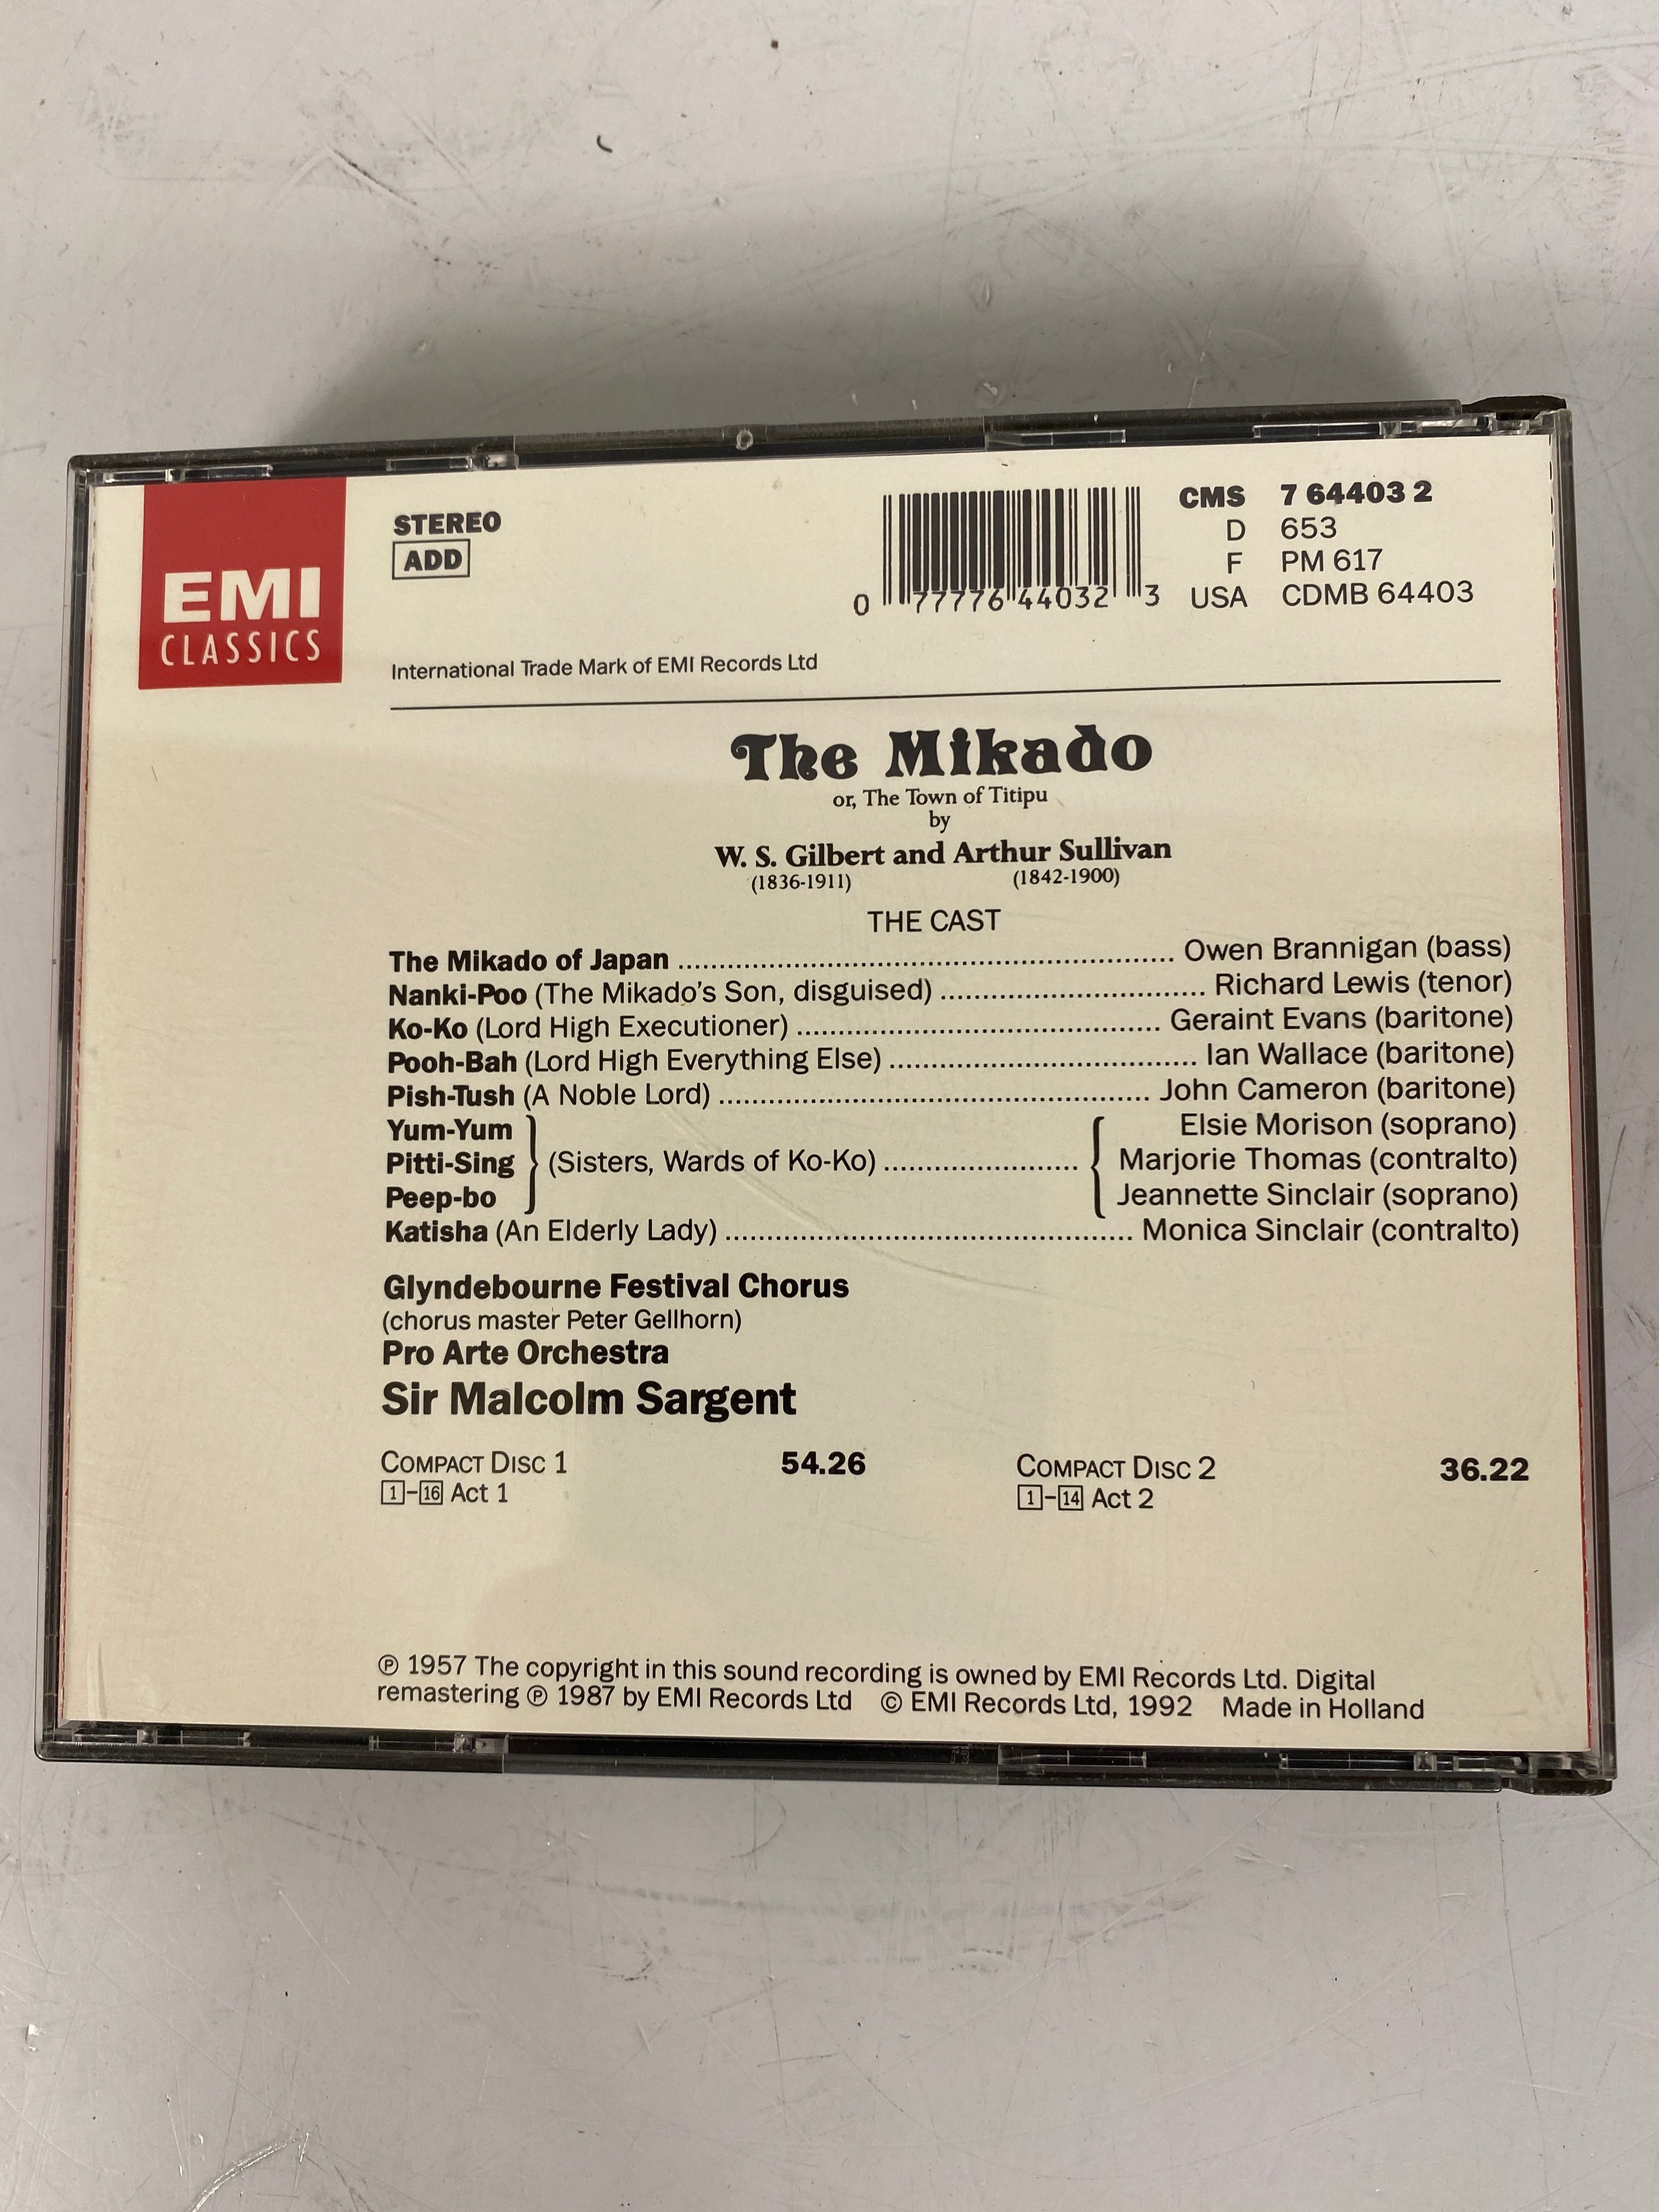 EMI
CLASSICS
STEREO
ADD
0 77776 44032 3
CMS 7 64403 2
D 653
F PM 617
USA CDMB 64403
International Trade Mark of EMI Records Ltd
The Mikado
or, The Town of Titipu
by
W. S. Gilbert and Arthur Sullivan
(1836-1911) (1842-1900)
THE CAST
The Mikado of Japan ........................................................... Owen Brannigan (bass)
Nanki-Poo (The Mikado's Son, disguised) ................................ Richard Lewis (tenor)
Ko-Ko (Lord High Executioner) ............................................ Geraint Evans (baritone)
Pooh-Bah (Lord High Everything Else) ..................................... Ian Wallace (baritone)
Pish-Tush (A Noble Lord) .................................................... John Cameron (baritone)
Yum-Yum Elsie Morison (soprano)
Pitti-Sing (Sisters, Wards of Ko-Ko) ....................... Marjorie Thomas (contralto)
Peep-bo Jeannette Sinclair (soprano)
Katisha (An Elderly Lady) ................................................. Monica Sinclair (contralto)
Glyndebourne Festival Chorus
(chorus master Peter Gellhorn)
Pro Arte Orchestra
Sir Malcolm Sargent
COMPACT DISC 1 54.26 COMPACT DISC 2 36.22
1-16 Act 1 1-14 Act 2
℗ 1957 The copyright in this sound recording is owned by EMI Records Ltd. Digital
remastering ℗ 1987 by EMI Records Ltd © EMI Records Ltd, 1992 Made in Holland